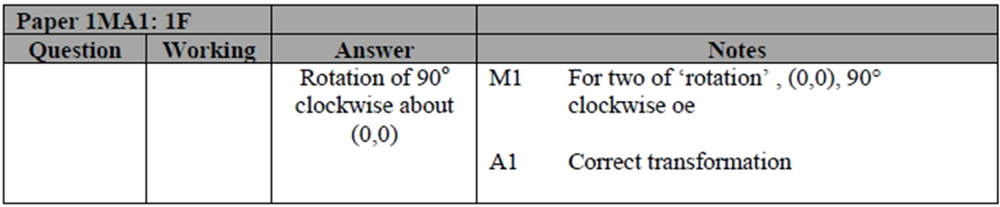 Paper 1MA1: 1F
Question Working Answer Notes
Rotation of 90° M1 For two of ‘rotation’ , (0,0), 90°
clockwise about clockwise oe
(0,0)
A1 Correct transformation